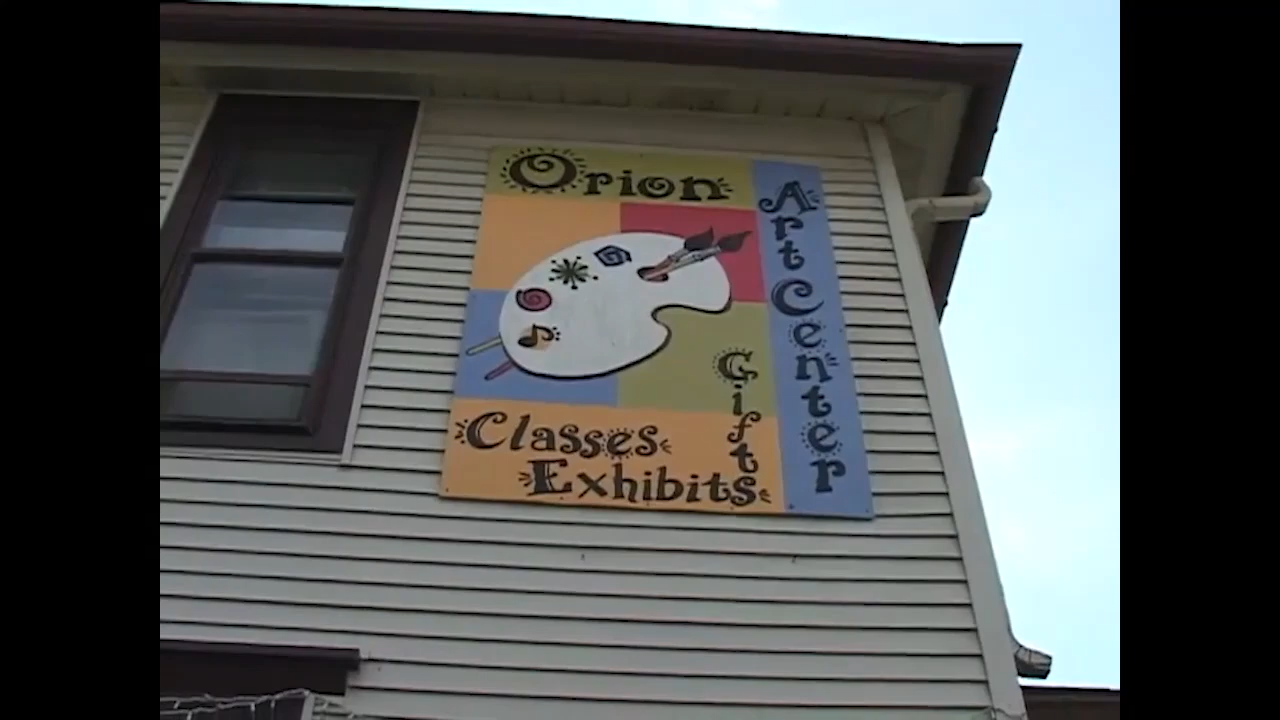 Orion
Art Center
Gifts
Classes
Exhibits